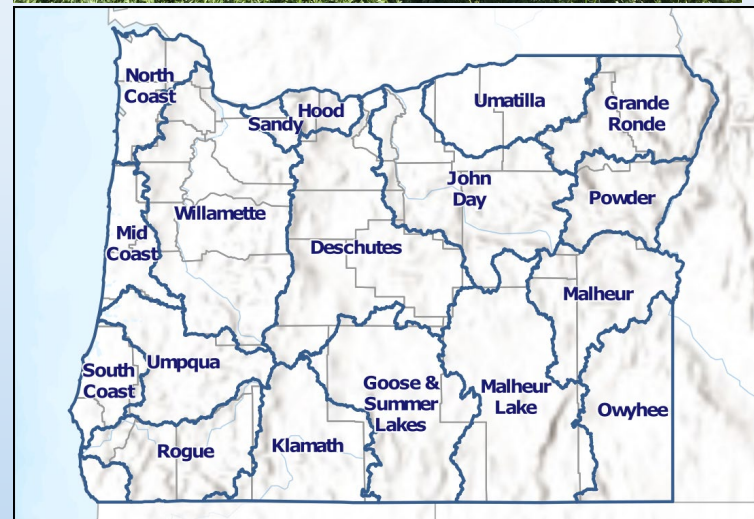 North
Coast
Hood
Sandy
Umatilla
Grande
Ronde
John
Day
Powder
Willamette
Mid
Coast
Deschutes
Malheur
South
Coast
Umpqua
Goose &
Summer
Lakes
Malheur
Lake
Owyhee
Rogue
Klamath